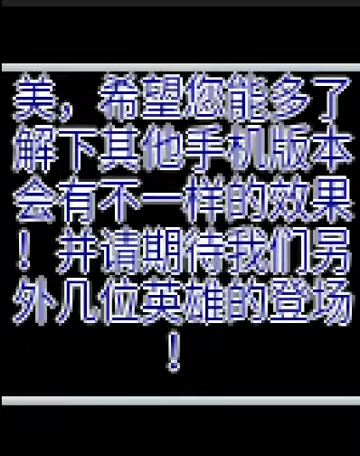 美，希望您能多了
解下其他手机版本
会有不一样的效果
！并请期待我们另
外几位英雄的登场
！